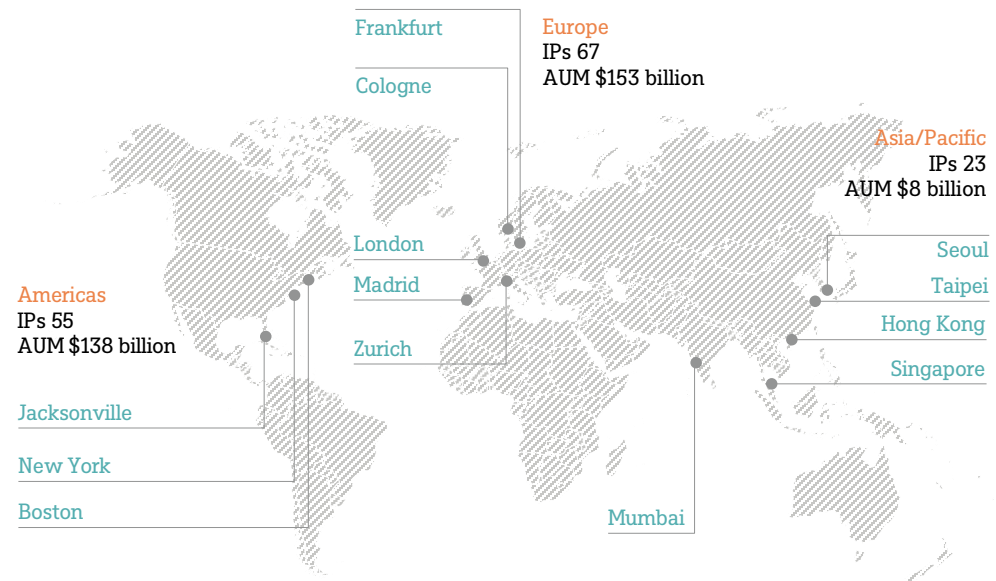 Frankfurt
Cologne
Europe
IPs 67
AUM $153 billion
Asia/Pacific
IPs 23
AUM $8 billion
London
Madrid
Zurich
Seoul
Taipei
Hong Kong
Singapore
Americas
IPs 55
AUM $138 billion
Jacksonville
New York
Boston
Mumbai